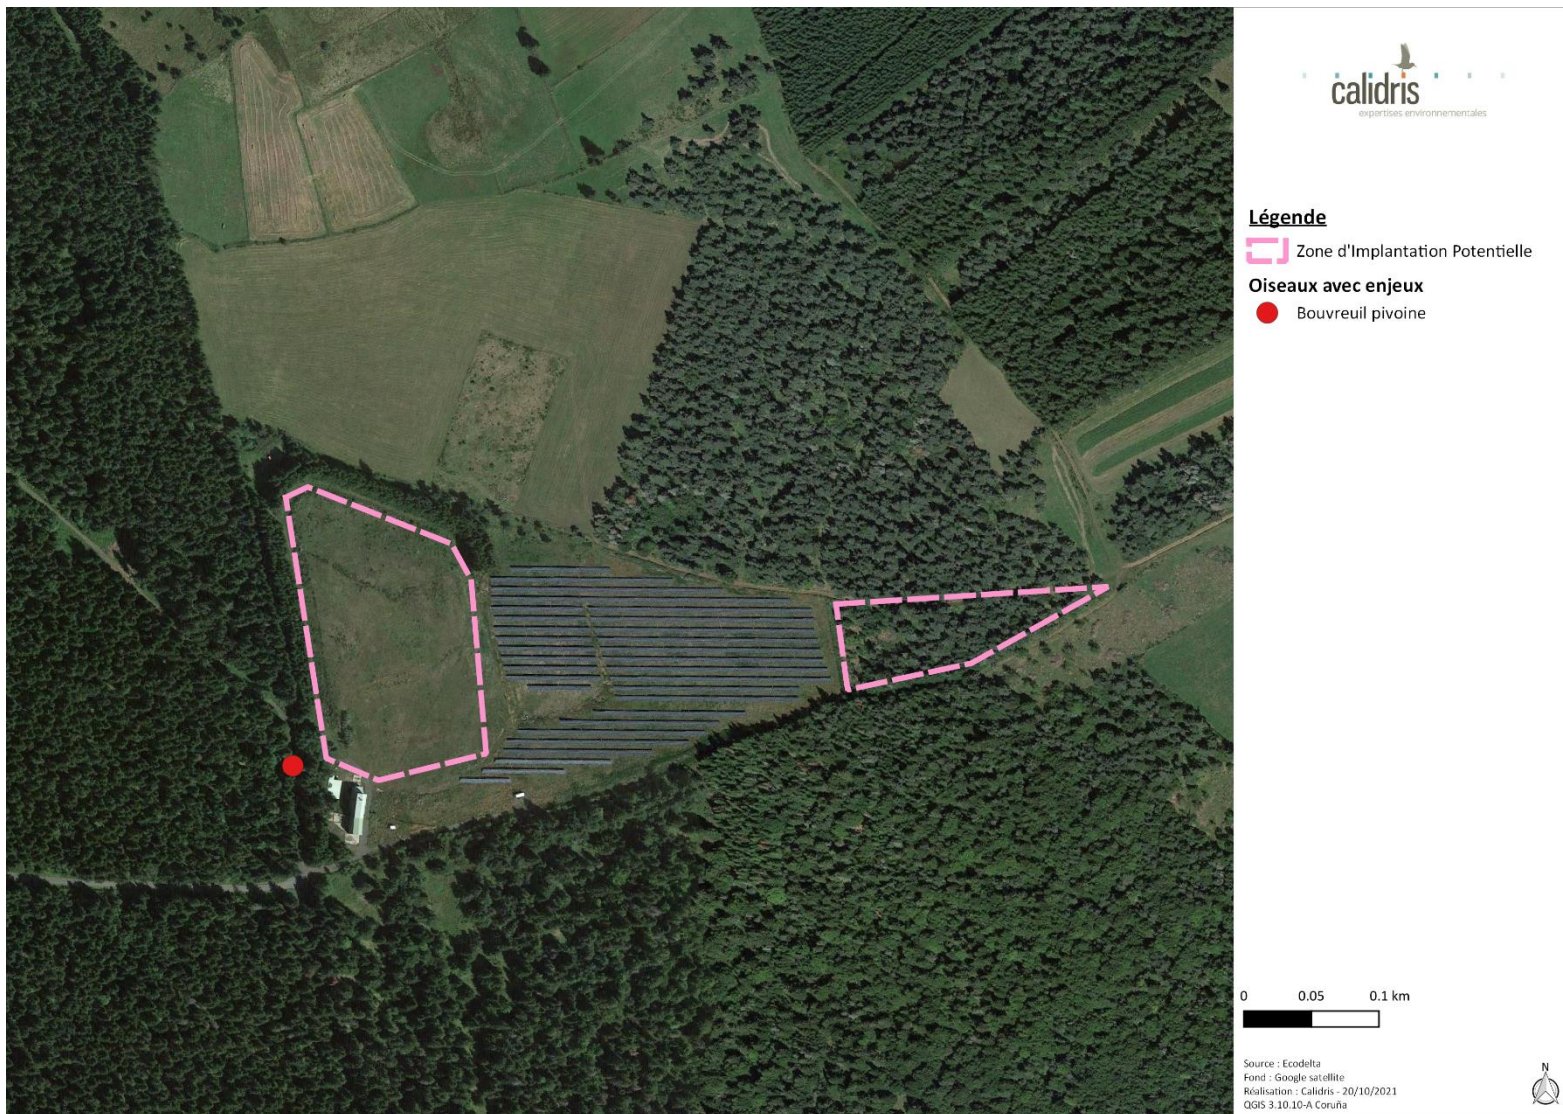 calidris
expertises environnementales
Légende
Zone d'Implantation Potentielle
Oiseaux avec enjeux
Bouvreuil pivoine
0 0.05 0.1 km
Source : Ecodelta
Fond : Google satellite
Réalisation : Calidris - 20/10/2021
QGIS 3.10.10-A Coruña
N